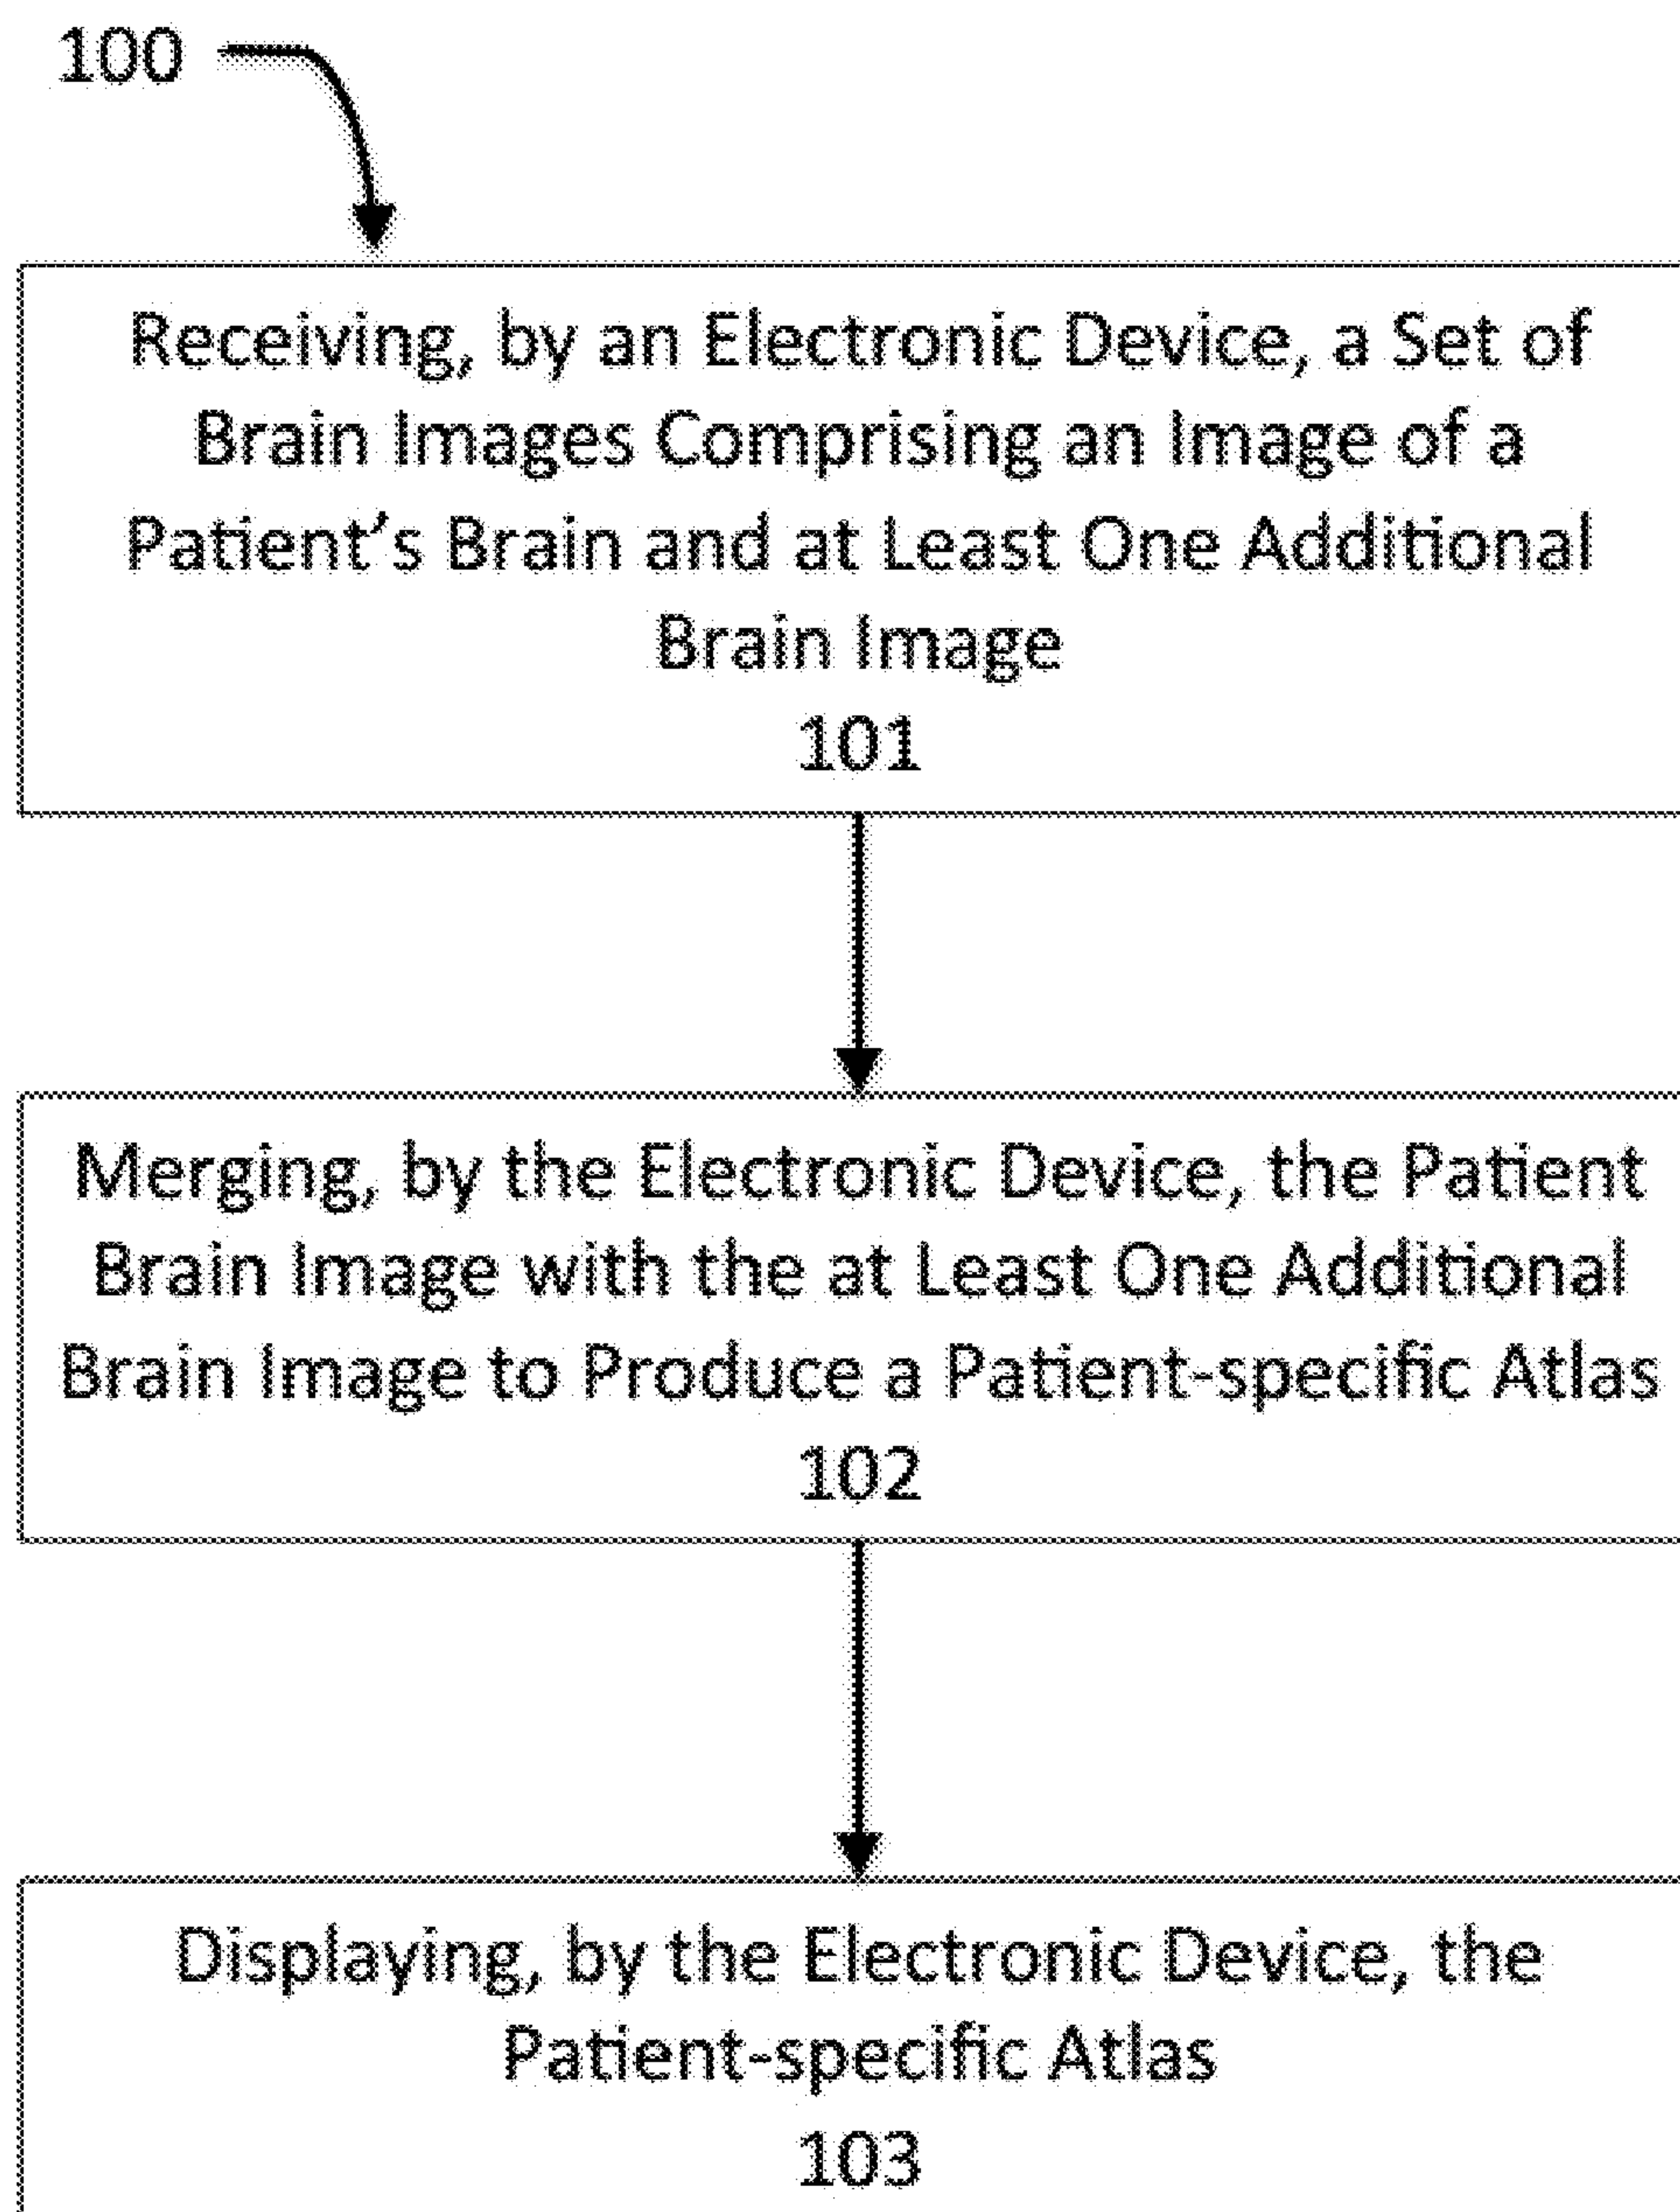 100
Receiving, by an Electronic Device, a Set of
Brain Images Comprising an Image of a
Patient’s Brain and at Least One Additional
Brain Image
101
Merging, by the Electronic Device, the Patient
Brain Image with the at Least One Additional
Brain Image to Produce a Patient-specific Atlas
102
Displaying, by the Electronic Device, the
Patient-specific Atlas
103